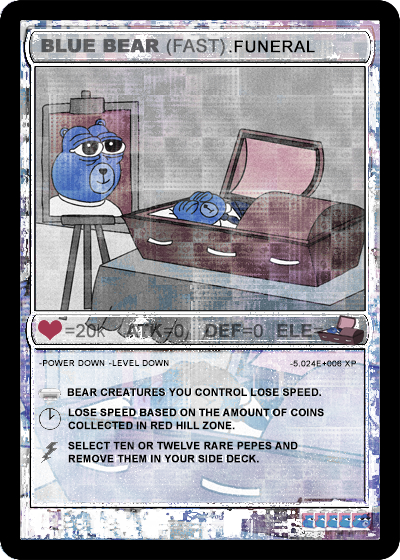 BLUE BEAR (FAST).FUNERAL
=20K ATK=0, DEF=0 ELE=
-POWER DOWN -LEVEL DOWN -5.024E+006 XP
BEAR CREATURES YOU CONTROL LOSE SPEED.
LOSE SPEED BASED ON THE AMOUNT OF COINS
COLLECTED IN RED HILL ZONE.
SELECT TEN OR TWELVE RARE PEPES AND
REMOVE THEM IN YOUR SIDE DECK.